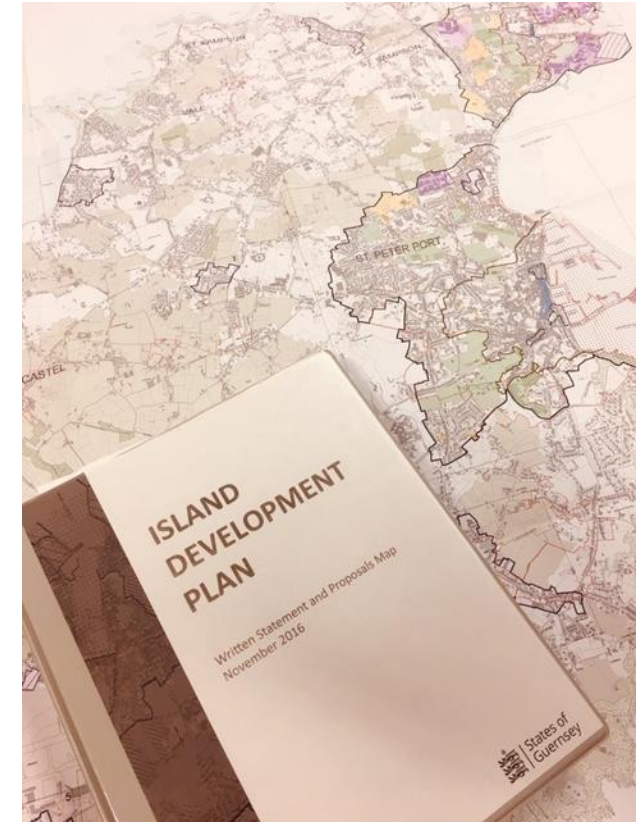 ST SAMPSON
ST SAMPSON
VALE
ST PETER PORT
CASTEL
ISLAND
DEVELOPMENT
PLAN
Written Statement and Proposals Map
November 2016
States of
Guernsey